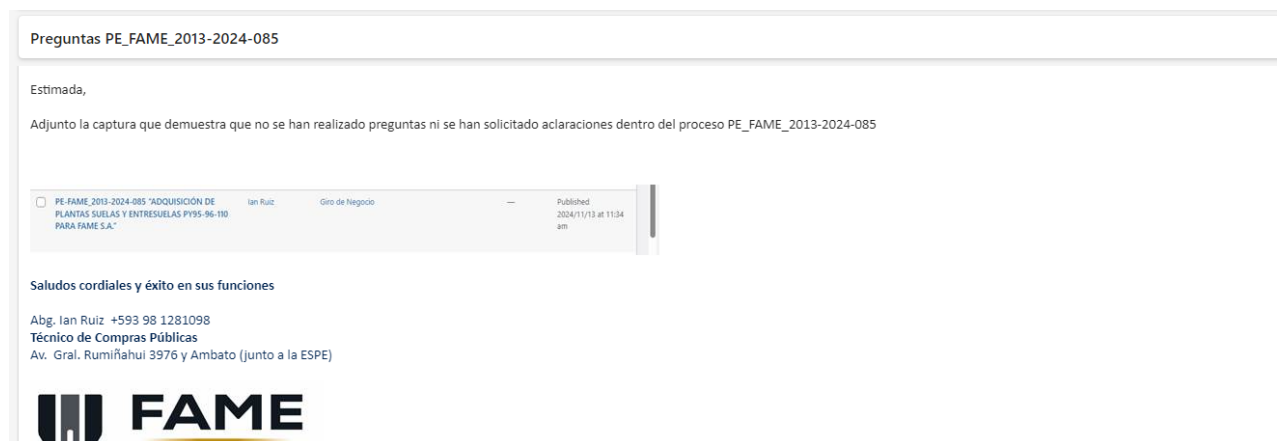 Preguntas PE_FAME_2013-2024-085
Estimada,
Adjunto la captura que demuestra que no se han realizado preguntas ni se han solicitado aclaraciones dentro del proceso PE_FAME_2013-2024-085
PE-FAME_2013-2024-085 "ADQUISICIÓN DE Ian Ruiz Giro de Negocio — Published
PLANTAS SUELAS Y ENTRESUELAS PY95-96-110 2024/11/13 at 11:34
PARA FAME S.A." am
Saludos cordiales y éxito en sus funciones
Abg. Ian Ruiz +593 98 1281098
Técnico de Compras Públicas
Av. Gral. Rumiñahui 3976 y Ambato (junto a la ESPE)
FAME